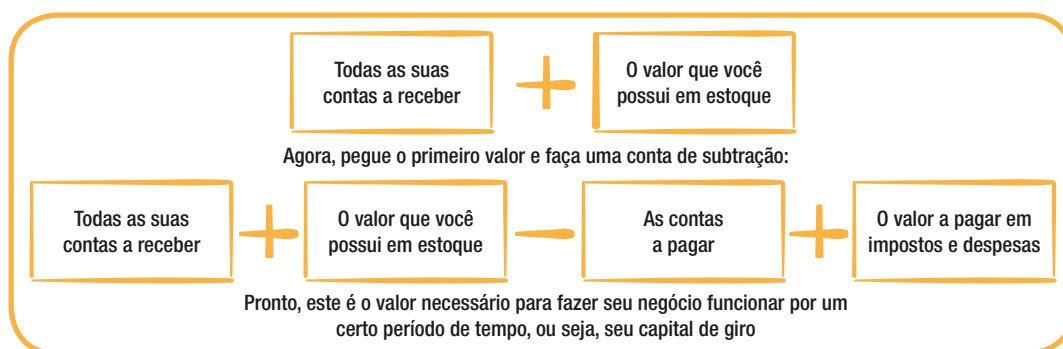 Todas as suas
contas a receber
+
O valor que você
possui em estoque
Agora, pegue o primeiro valor e faça uma conta de subtração:
Todas as suas
contas a receber
+
O valor que você
possui em estoque
—
As contas
a pagar
+
O valor a pagar em
impostos e despesas
Pronto, este é o valor necessário para fazer seu negócio funcionar por um
certo período de tempo, ou seja, seu capital de giro